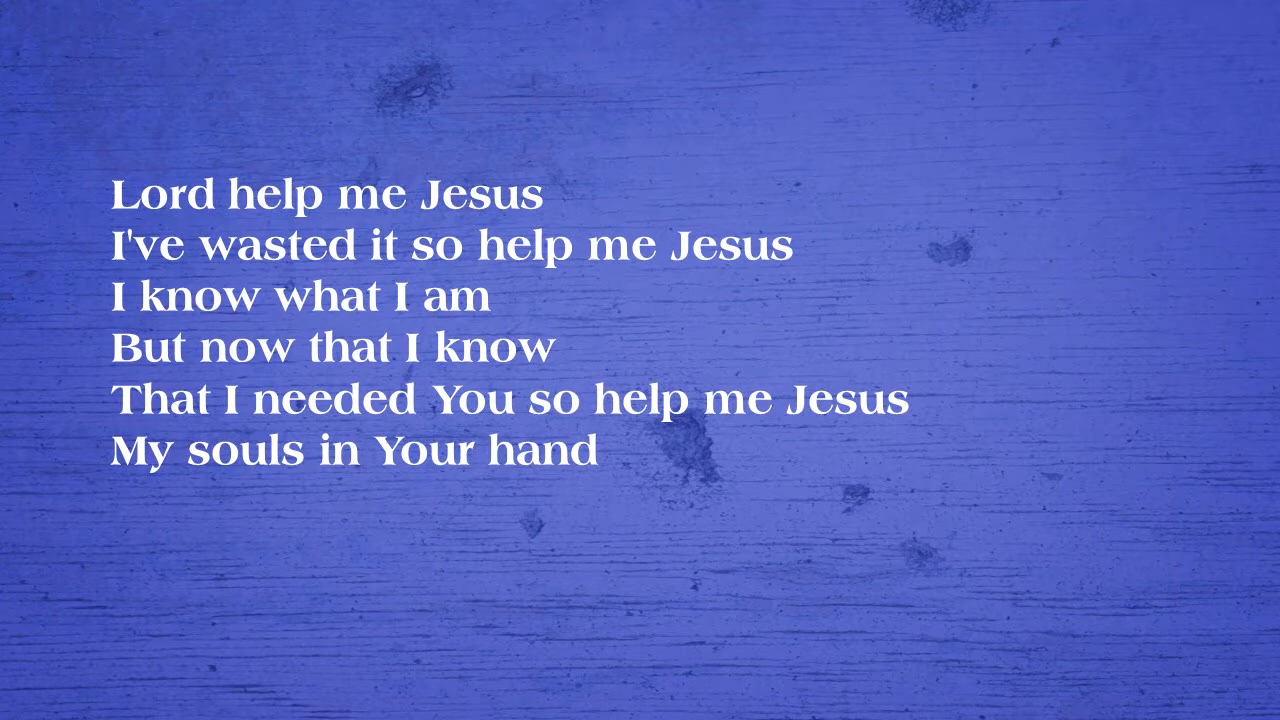 Lord help me Jesus
I've wasted it so help me Jesus
I know what I am
But now that I know
That I needed You so help me Jesus
My souls in Your hand